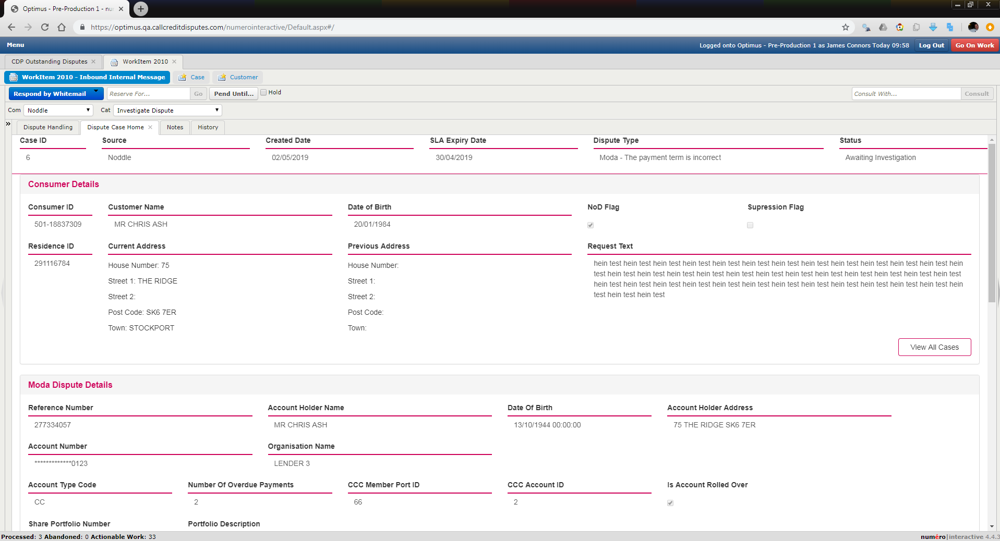 Optimus - Pre-Production 1 - nu
https://optimus.qa.callcreditdisputes.com/numerointeractive/Default.aspx#/
Menu
Logged onto Optimus - Pre-Production 1 as James Connors Today 09:58
Log Out
Go On Work
CDP Outstanding Disputes
WorkItem 2010
WorkItem 2010 - Inbound Internal Message
Case
Customer
Respond by Whitemail
Reserve For...
Go
Pend Until...
Hold
Consult With...
Consult
Com
Noddle
Cat
Investigate Dispute
Dispute Handling
Dispute Case Home
Notes
History
Case ID
Source
Created Date
SLA Expiry Date
Dispute Type
Status
6
Noddle
02/05/2019
30/04/2019
Moda - The payment term is incorrect
Awaiting Investigation
Consumer Details
Consumer ID
Customer Name
Date of Birth
NoD Flag
Supression Flag
501-18837309
MR CHRIS ASH
20/01/1984
Residence ID
Current Address
Previous Address
Request Text
291116784
House Number: 75
Street 1: THE RIDGE
Street 2:
Post Code: SK6 7ER
Town: STOCKPORT
House Number:
Street 1:
Street 2:
Post Code:
Town:
hein test hein test hein test hein test hein test hein test hein test hein test hein test hein test hein test hein test hein
test hein test hein test hein test hein test hein test hein test hein test hein test hein test hein test hein test hein test
hein test hein test hein test hein test hein test hein test hein test hein test hein test hein test hein test hein test hein
test hein test hein test
View All Cases
Moda Dispute Details
Reference Number
Account Holder Name
Date Of Birth
Account Holder Address
277334057
MR CHRIS ASH
13/10/1944 00:00:00
75 THE RIDGE SK6 7ER
Account Number
Organisation Name
*************0123
LENDER 3
Account Type Code
Number Of Overdue Payments
CCC Member Port ID
CCC Account ID
Is Account Rolled Over
CC
2
66
2
Share Portfolio Number
Portfolio Description
Processed: 3 Abandoned: 0 Actionable Work: 33
numéro|interactive 4.4.3